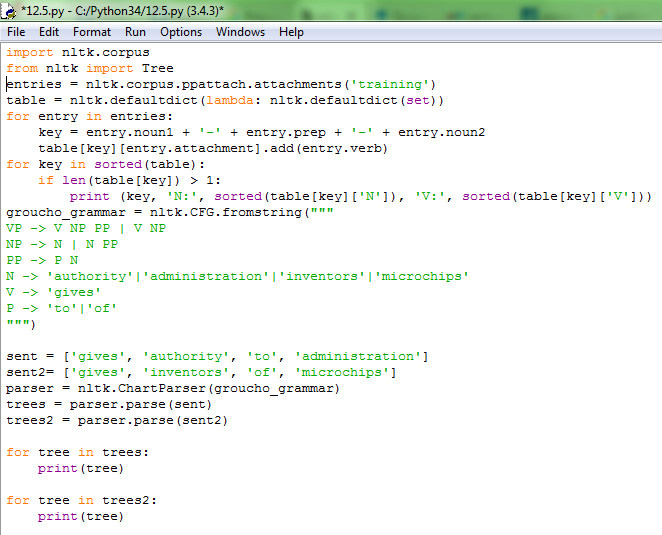 *12.5.py - C:/Python34/12.5.py (3.4.3)*
File Edit Format Run Options Windows Help
import nltk.corpus
from nltk import Tree
entries = nltk.corpus.ppattach.attachments('training')
table = nltk.defaultdict(lambda: nltk.defaultdict(set))
for entry in entries:
    key = entry.noun1 + '-' + entry.prep + '-' + entry.noun2
    table[key][entry.attachment].add(entry.verb)
for key in sorted(table):
    if len(table[key]) > 1:
        print (key, 'N:', sorted(table[key]['N']), 'V:', sorted(table[key]['V']))
groucho_grammar = nltk.CFG.fromstring("""
VP -> V NP PP | V NP
NP -> N | N PP
PP -> P N
N -> 'authority'|'administration'|'inventors'|'microchips'
V -> 'gives'
P -> 'to'|'of'
""")
sent = ['gives', 'authority', 'to', 'administration']
sent2= ['gives', 'inventors', 'of', 'microchips']
parser = nltk.ChartParser(groucho_grammar)
trees = parser.parse(sent)
trees2 = parser.parse(sent2)
for tree in trees:
    print(tree)
for tree in trees2:
    print(tree)